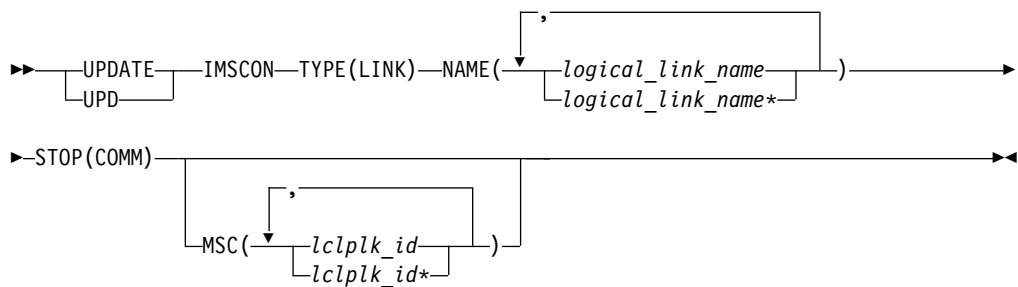 ,
UPDATE IMSCON TYPE(LINK) NAME( logical_link_name )
UPD logical_link_name*
STOP(COMM)
,
MSC( lclplk_id )
lclplk_id*